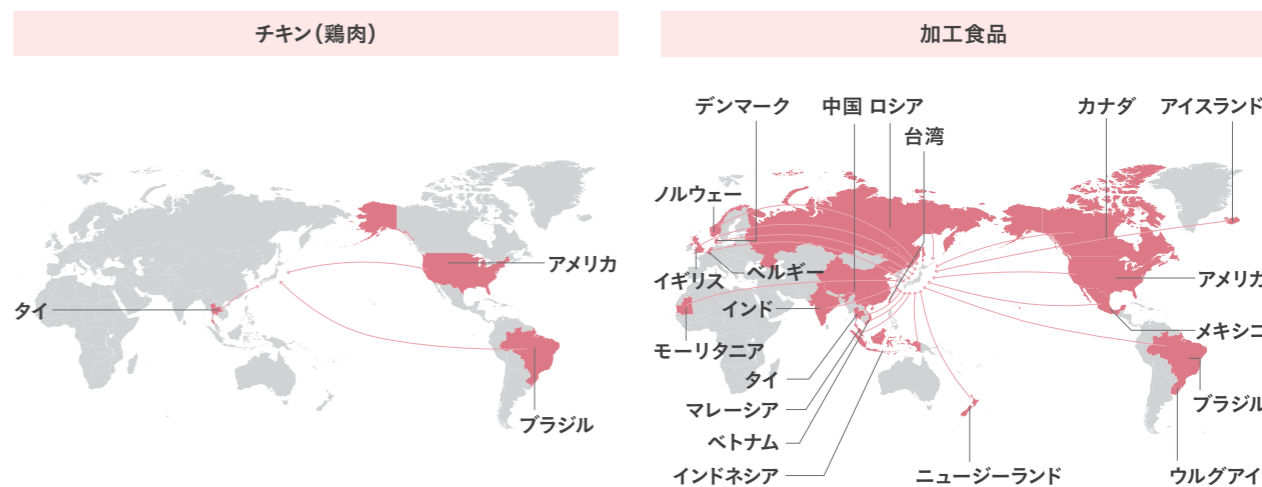 チキン（鶏肉）
アメリカ
タイ
ブラジル
加工食品
デンマーク
中国
ロシア
カナダ
アイスランド
台湾
ノルウェー
イギリス
ベルギー
アメリカ
インド
メキシコ
モーリタニア
タイ
ブラジル
マレーシア
ベトナム
インドネシア
ニュージーランド
ウルグアイ